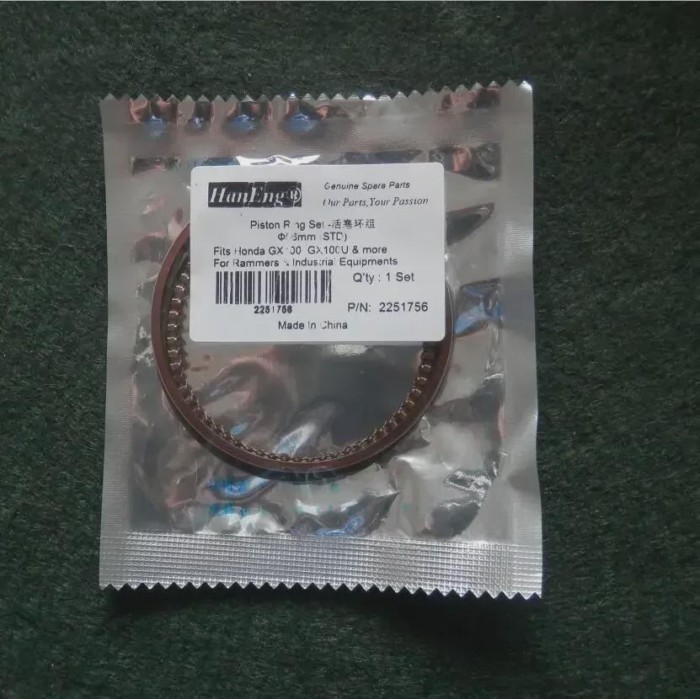 HanEng®
Genuine Spare Parts
Our Parts,Your Passion
Piston Ring Set -活塞环组
(STD)
Fits Honda GX100 GX100U & more
For Rammers & Industrial Equipments
Q'ty : 1 Set
2251756
P/N: 2251756
Made In China